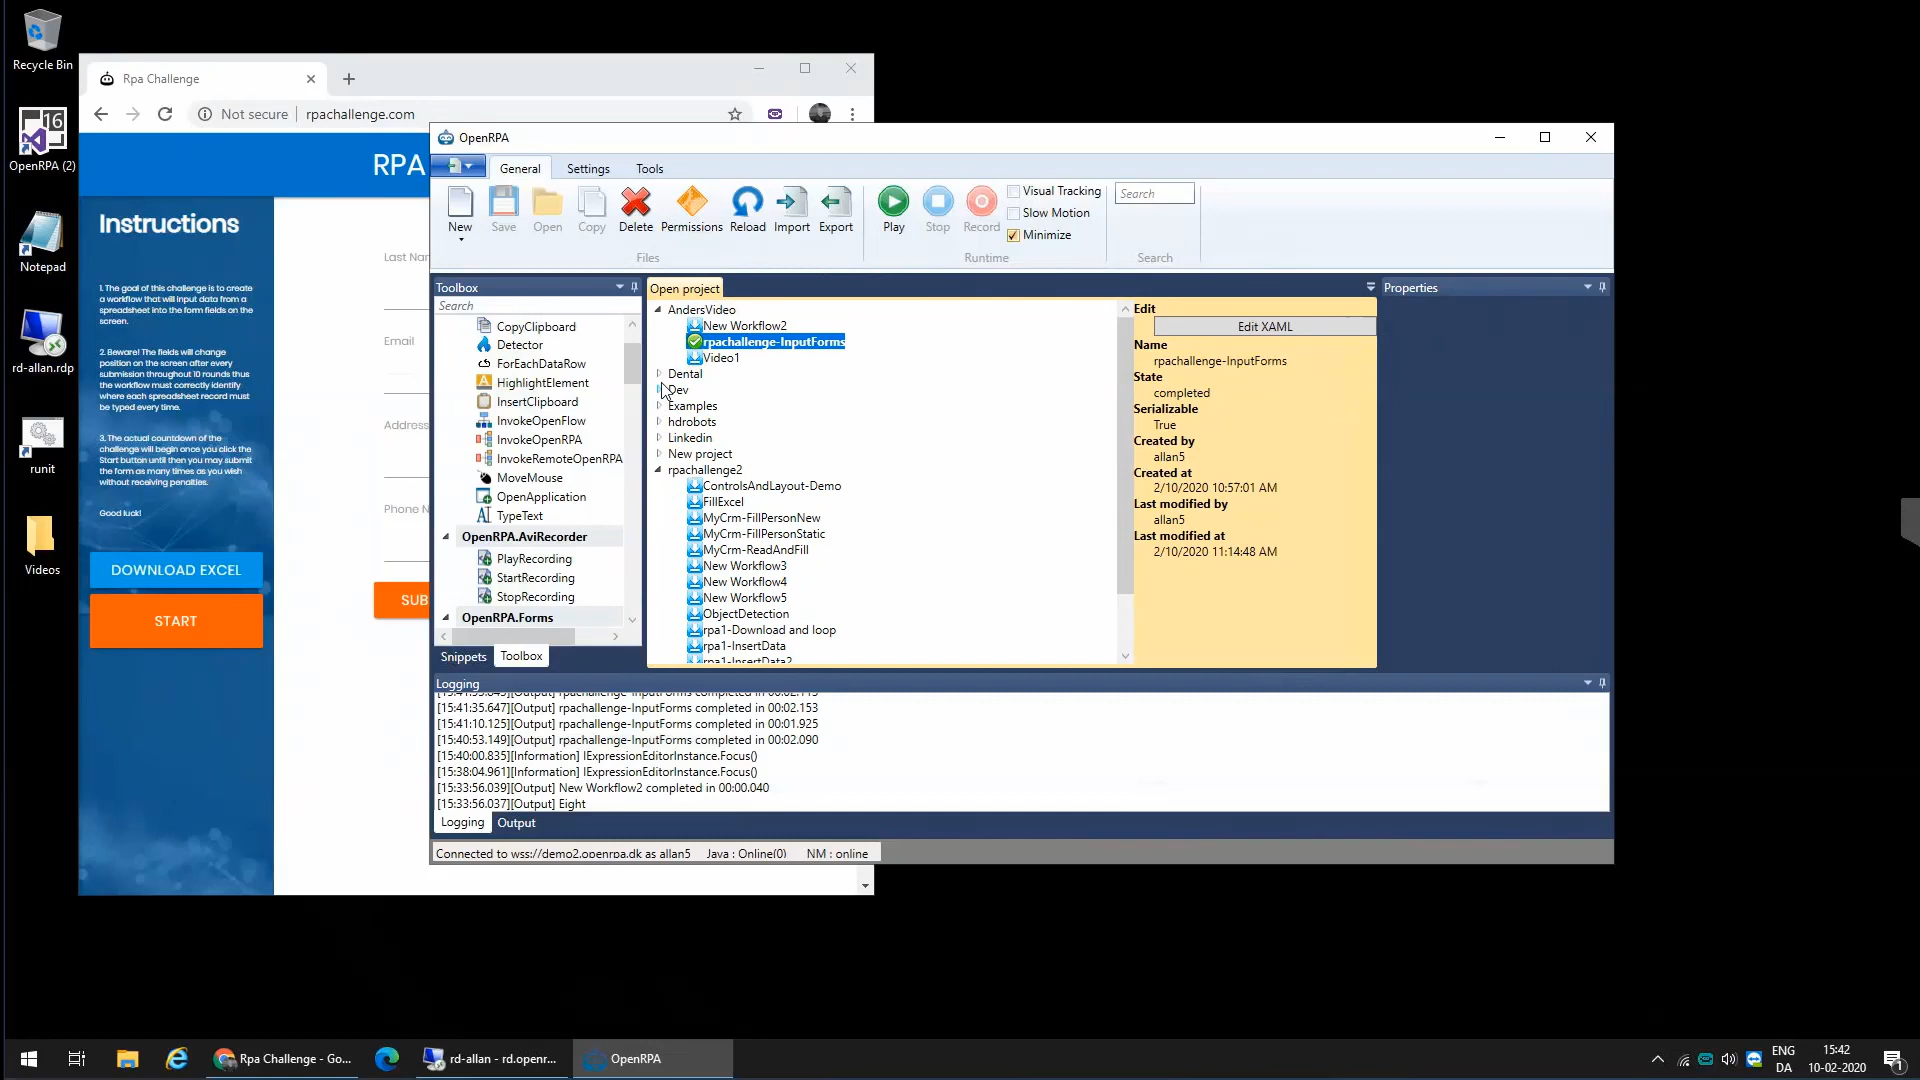 Recycle Bin
OpenRPA (2)
Notepad
rd-allan.rdp
runit
Videos
Rpa Challenge
Not secure
rpachallenge.com
RPA
Instructions
1. The goal of this challenge is to create
a workflow that will input data from a
spreadsheet into the form fields on the
screen.
2. Beware! The fields will change
position on the screen after every
submission throughout 10 rounds thus
the workflow must correctly identify
where each spreadsheet record must
be typed every time.
3. The actual countdown of the
challenge will begin once you click the
Start button until then you may submit
the form as many times as you wish
without receiving penalties.
Good luck!
DOWNLOAD EXCEL
START
Last Nam
Email
Address
Phone N
SUB
OpenRPA
General
Settings
Tools
New
Save
Open
Copy
Delete
Permissions
Reload
Import
Export
Files
Play
Stop
Record
Visual Tracking
Slow Motion
Minimize
Runtime
Search
Search
Toolbox
Search
CopyClipboard
Detector
ForEachDataRow
HighlightElement
InsertClipboard
InvokeOpenFlow
InvokeOpenRPA
InvokeRemoteOpenRPA
MoveMouse
OpenApplication
TypeText
OpenRPA.AviRecorder
PlayRecording
StartRecording
StopRecording
OpenRPA.Forms
Snippets
Toolbox
Open project
AndersVideo
New Workflow2
rpachallenge-InputForms
Video1
Dental
Dev
Examples
hdrobots
Linkedin
New project
rpachallenge2
ControlsAndLayout-Demo
FillExcel
MyCrm-FillPersonNew
MyCrm-FillPersonStatic
MyCrm-ReadAndFill
New Workflow3
New Workflow4
New Workflow5
ObjectDetection
rpa1-Download and loop
rpa1-InsertData
rpa1-InsertData2
Edit
Edit XAML
Name
rpachallenge-InputForms
State
completed
Serializable
True
Created by
allan5
Created at
2/10/2020 10:57:01 AM
Last modified by
allan5
Last modified at
2/10/2020 11:14:48 AM
Properties
Logging
[Output] rpachallenge-InputForms completed in
[15:41:35.647][Output] rpachallenge-InputForms completed in 00:02.153
[15:41:10.125][Output] rpachallenge-InputForms completed in 00:01.925
[15:40:53.149][Output] rpachallenge-InputForms completed in 00:02.090
[15:40:00.835][Information] IExpressionEditorInstance.Focus()
[15:38:04.961][Information] IExpressionEditorInstance.Focus()
[15:33:56.039][Output] New Workflow2 completed in 00:00.040
[15:33:56.037][Output] Eight
Logging
Output
Connected to wss://demo2.openrpa.dk as allan5
Java : Online(0)
NM : online
Rpa Challenge - Go...
rd-allan - rd.openr...
OpenRPA
ENG
DA
15:42
10-02-2020